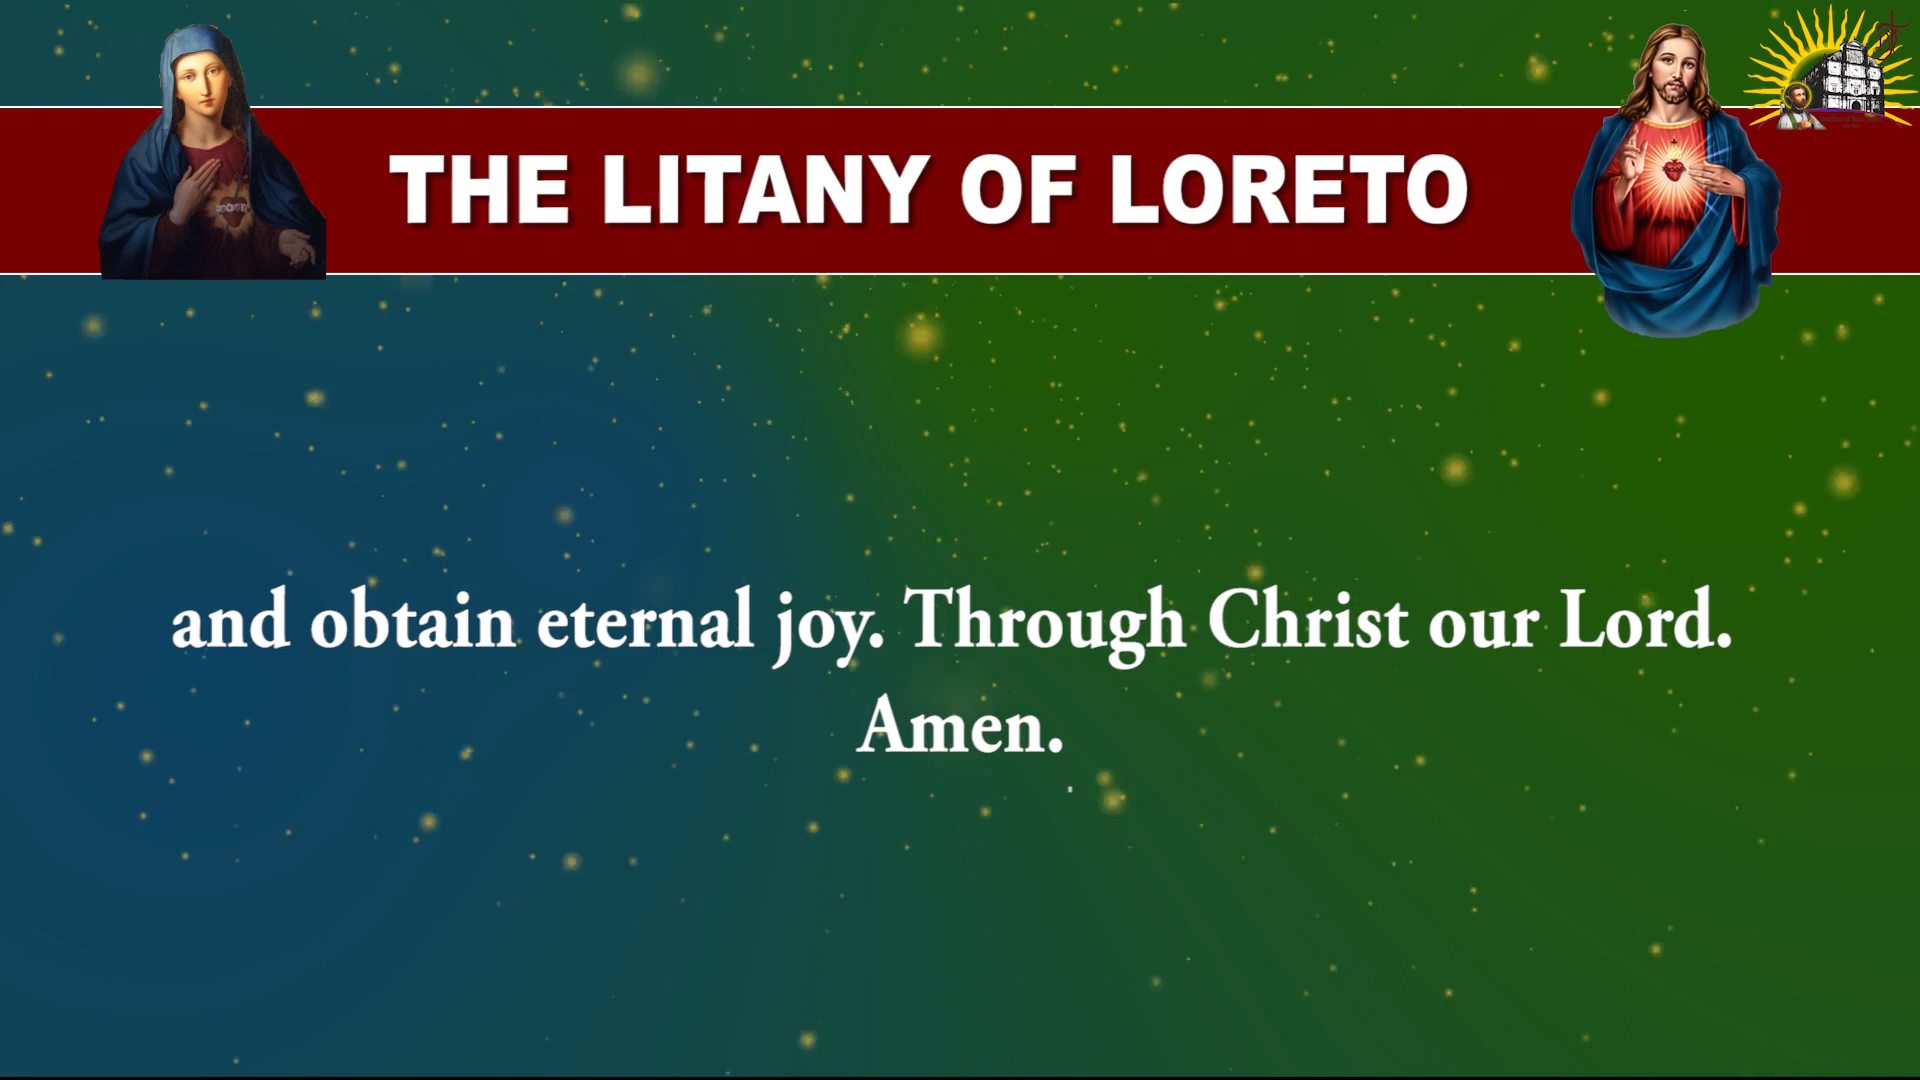 THE LITANY OF LORETO
and obtain eternal joy. Through Christ our Lord.
Amen.